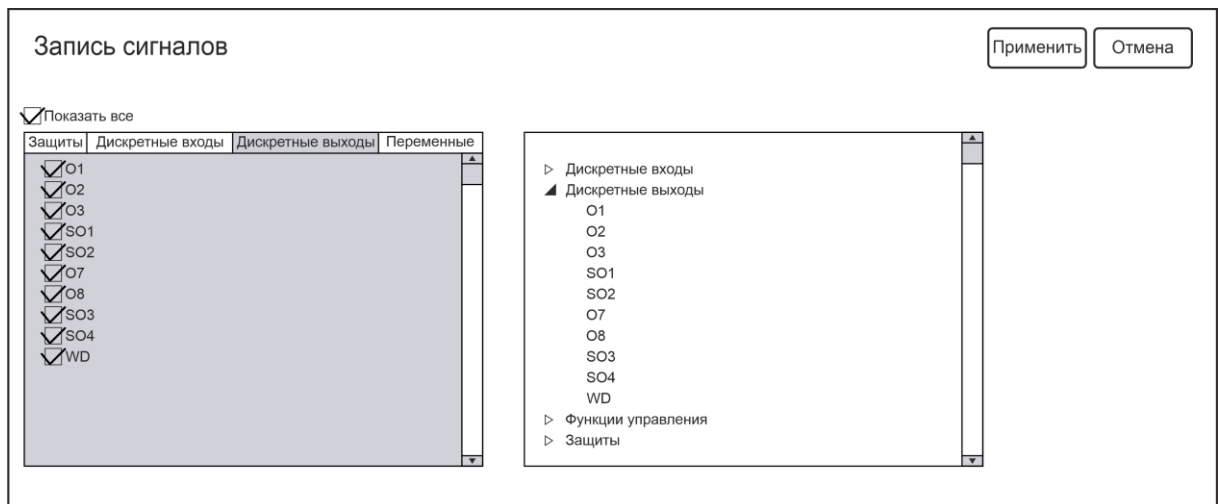 Запись сигналов
Применить
Отмена
Показать все
Защиты Дискретные входы Дискретные выходы Переменные
O1
O2
O3
SO1
SO2
O7
O8
SO3
SO4
WD
Дискретные входы
Дискретные выходы
O1
O2
O3
SO1
SO2
O7
O8
SO3
SO4
WD
Функции управления
Защиты